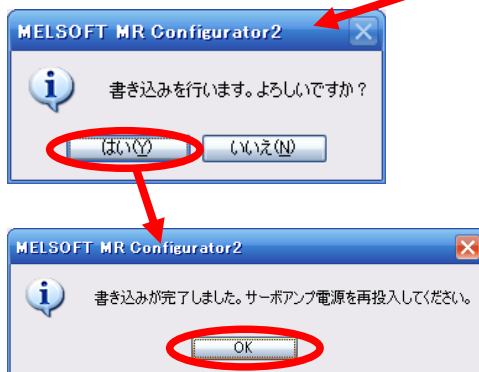 MELSOFT MR Configurator2
書き込みを行います。よろしいですか?
はい(Y)
いいえ(N)
MELSOFT MR Configurator2
書き込みが完了しました。サーボアンプ電源を再投入してください。
OK